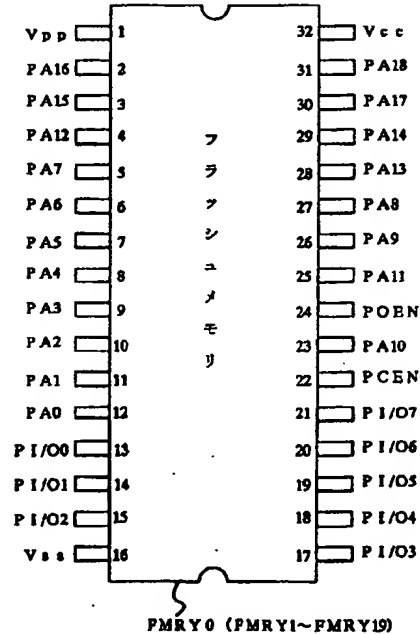 Vpp 1 32 Vcc
PA16 2 31 PA18
PA15 3 30 PA17
PA12 4 29 PA14
PA7 5 28 PA13
PA6 6 27 PA8
PA5 7 26 PA9
PA4 8 25 PA11
PA3 9 24 POEN
PA2 10 23 PA10
PA1 11 22 PCEN
PA0 12 21 PI/O7
PI/O0 13 20 PI/O6
PI/O1 14 19 PI/O5
PI/O2 15 18 PI/O4
Vss 16 17 PI/O3
フラッシュメモリ
FMRY0 (FMRY1~FMRY19)